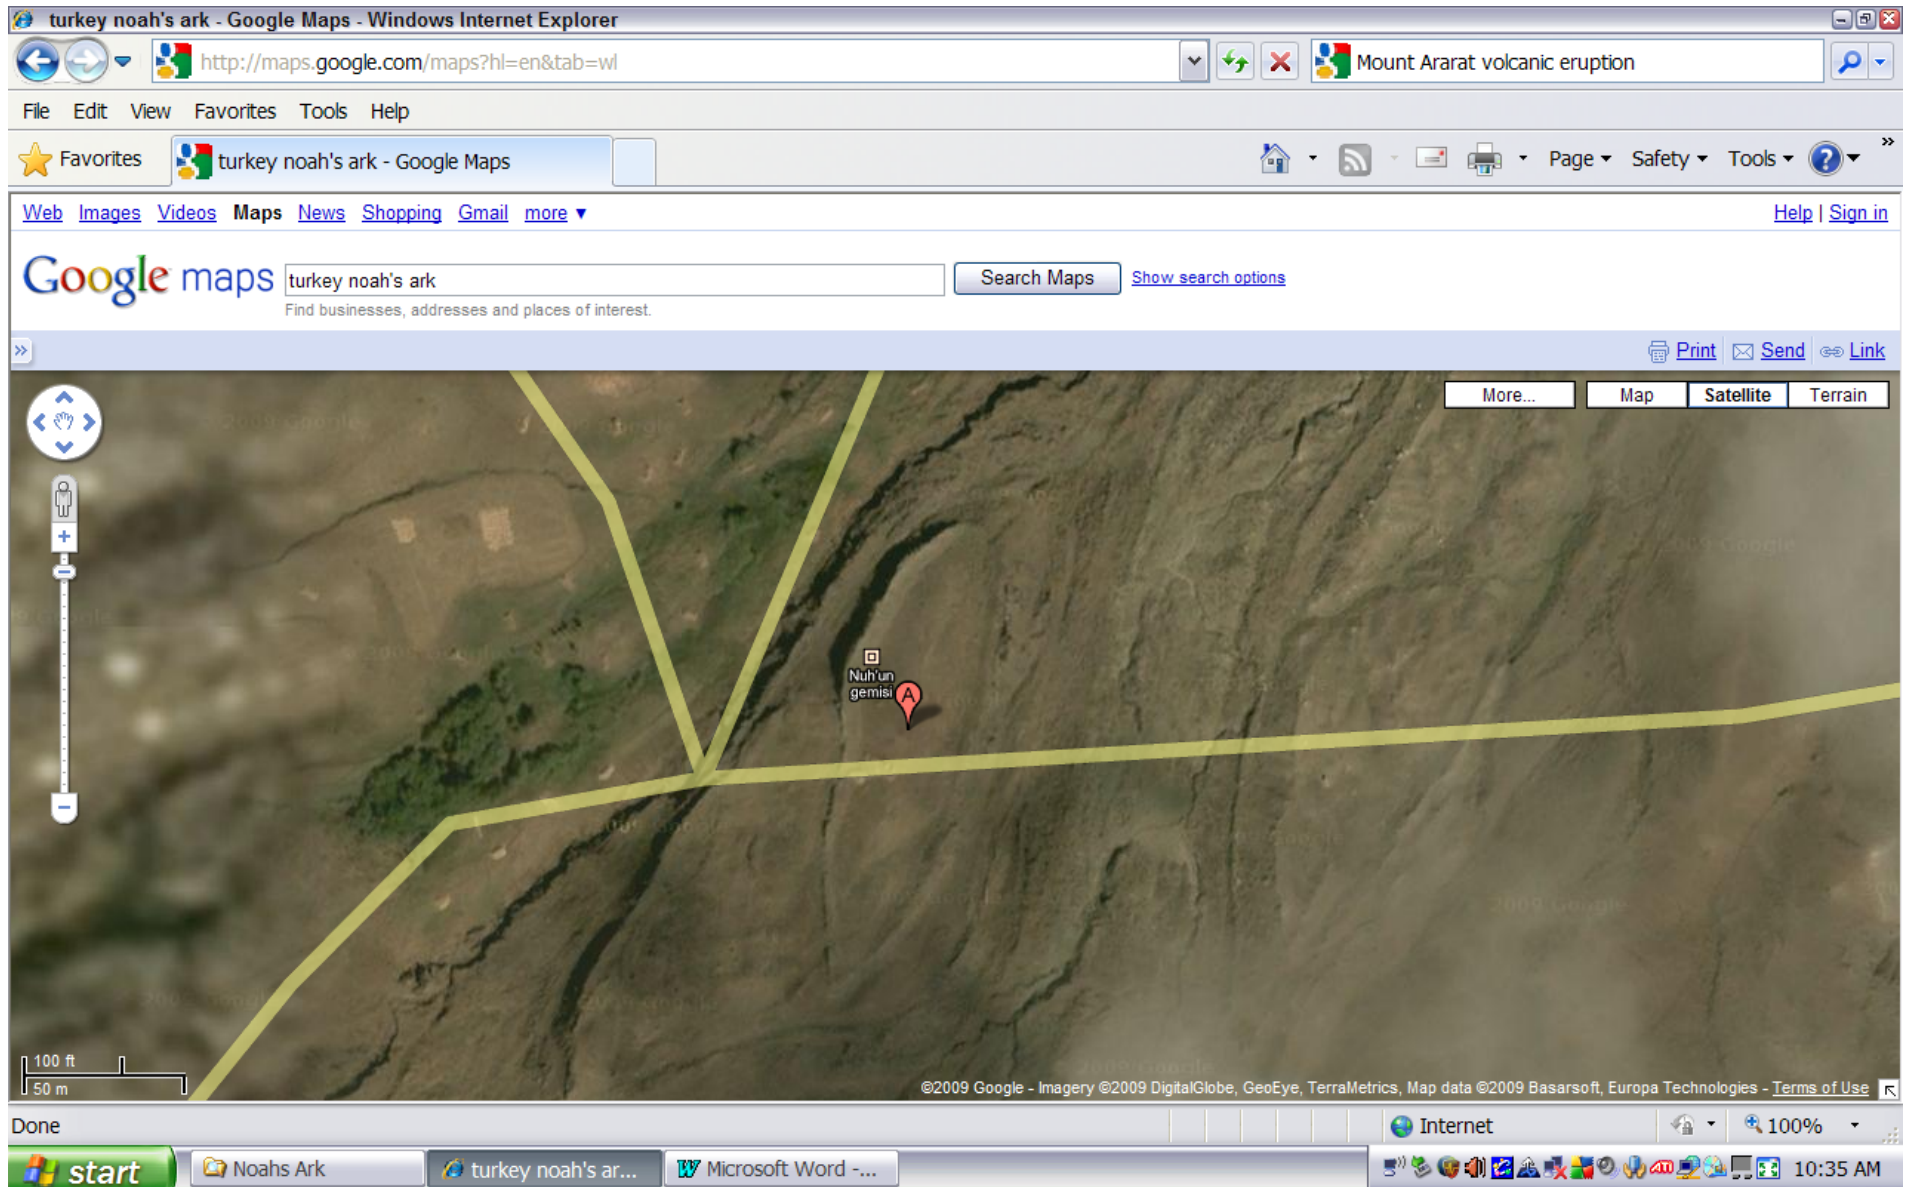 turkey noah's ark - Google Maps - Windows Internet Explorer
http://maps.google.com/maps?hl=en&tab=wl
Mount Ararat volcanic eruption
File Edit View Favorites Tools Help
Favorites
turkey noah's ark - Google Maps
Page Safety Tools
Web Images Videos Maps News Shopping Gmail more
Help | Sign in
Google maps
turkey noah's ark
Search Maps
Show search options
Find businesses, addresses and places of interest.
Print Send Link
More... Map Satellite Terrain
Nuh'un
gemisi
A
100 ft
50 m
©2009 Google - Imagery ©2009 DigitalGlobe, GeoEye, TerraMetrics, Map data ©2009 Basarsoft, Europa Technologies - Terms of Use
Done
Internet
100%
start
Noahs Ark
turkey noah's ar...
Microsoft Word -...
10:35 AM